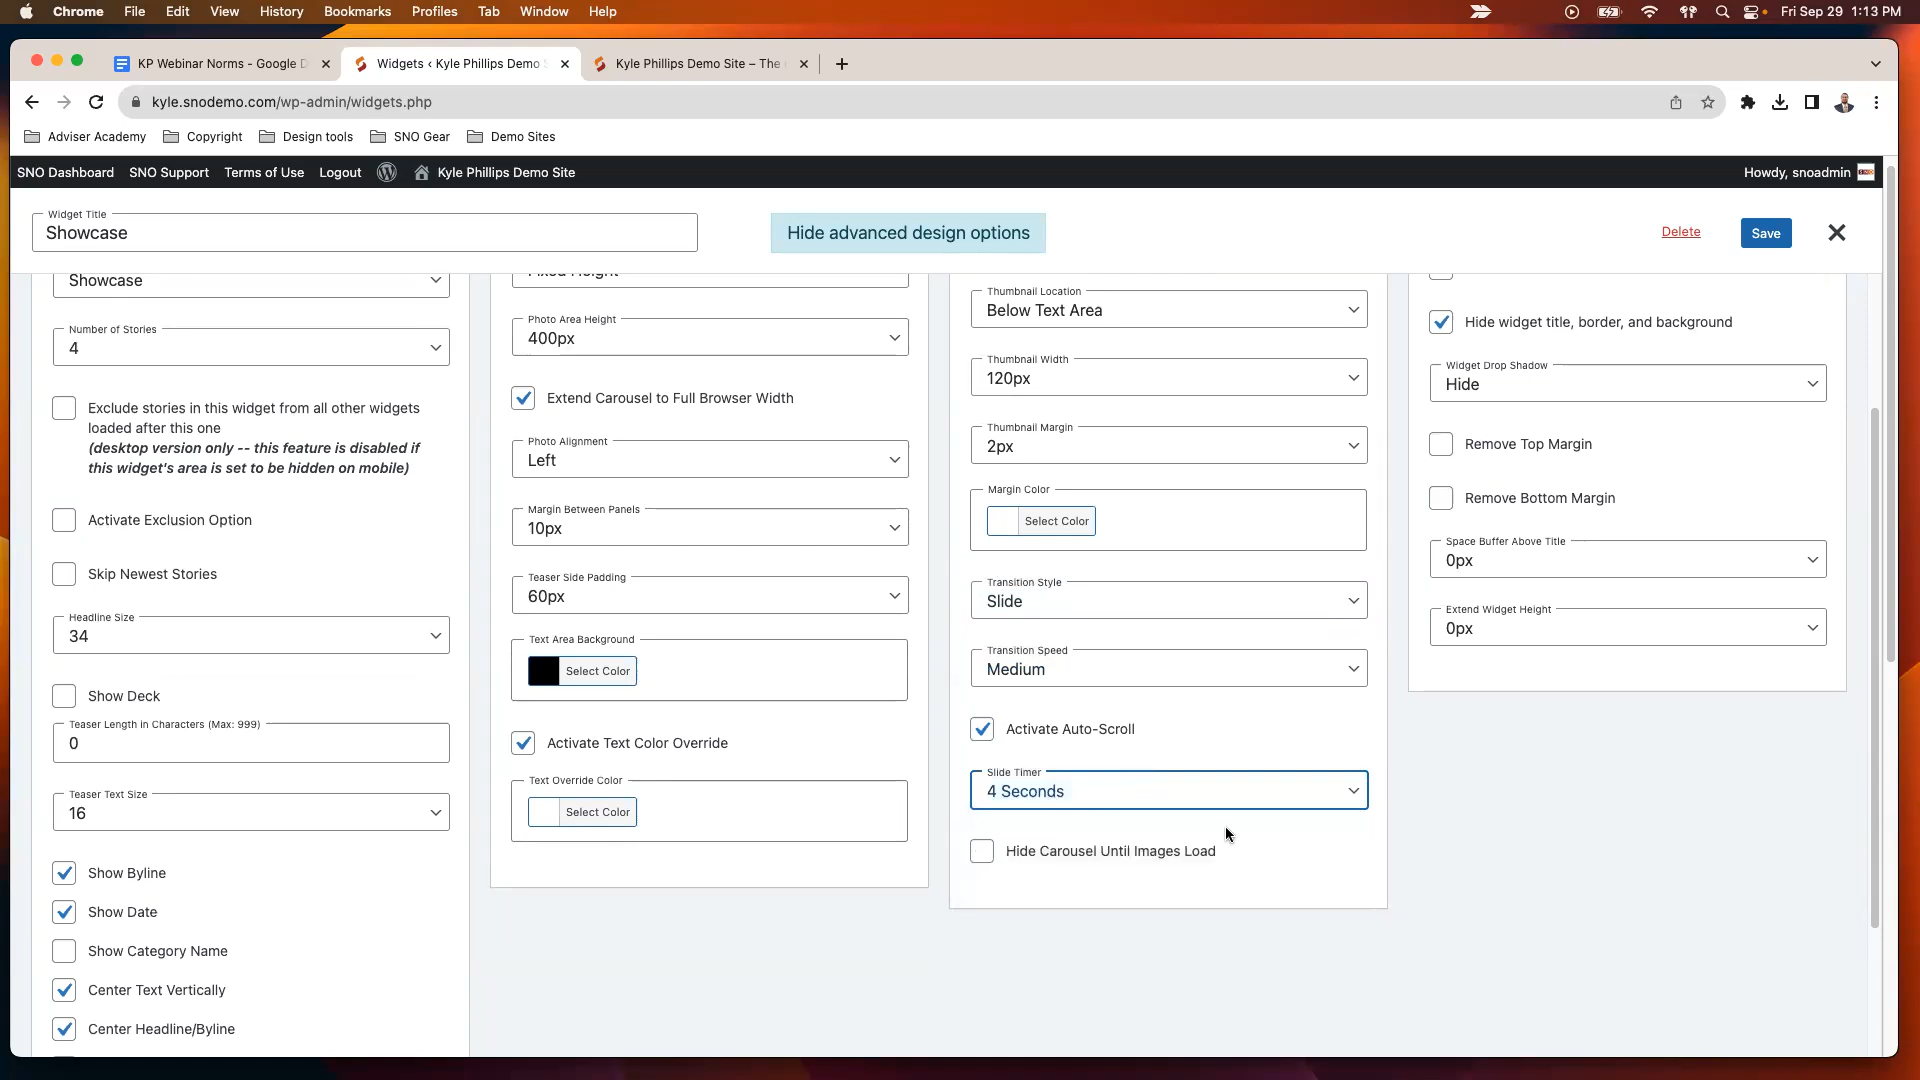 Chrome File Edit View History Bookmarks Profiles Tab Window Help Fri Sep 29 1:13 PM
KP Webinar Norms - Google D Widgets ‹ Kyle Phillips Demo S Kyle Phillips Demo Site – The
kyle.snodemo.com/wp-admin/widgets.php
Adviser Academy Copyright Design tools SNO Gear Demo Sites
SNO Dashboard SNO Support Terms of Use Logout Kyle Phillips Demo Site Howdy, snoadmin
Widget Title
Showcase
Hide advanced design options
Delete
Save
Showcase
Number of Stories
4
Exclude stories in this widget from all other widgets
loaded after this one
(desktop version only -- this feature is disabled if
this widget's area is set to be hidden on mobile)
Activate Exclusion Option
Skip Newest Stories
Headline Size
34
Show Deck
Teaser Length in Characters (Max: 999)
0
Teaser Text Size
16
Show Byline
Show Date
Show Category Name
Center Text Vertically
Center Headline/Byline
Fixed Height
Photo Area Height
400px
Extend Carousel to Full Browser Width
Photo Alignment
Left
Margin Between Panels
10px
Teaser Side Padding
60px
Text Area Background
Select Color
Activate Text Color Override
Text Override Color
Select Color
Thumbnail Location
Below Text Area
Thumbnail Width
120px
Thumbnail Margin
2px
Margin Color
Select Color
Transition Style
Slide
Transition Speed
Medium
Activate Auto-Scroll
Slide Timer
4 Seconds
Hide Carousel Until Images Load
Hide widget title, border, and background
Widget Drop Shadow
Hide
Remove Top Margin
Remove Bottom Margin
Space Buffer Above Title
0px
Extend Widget Height
0px